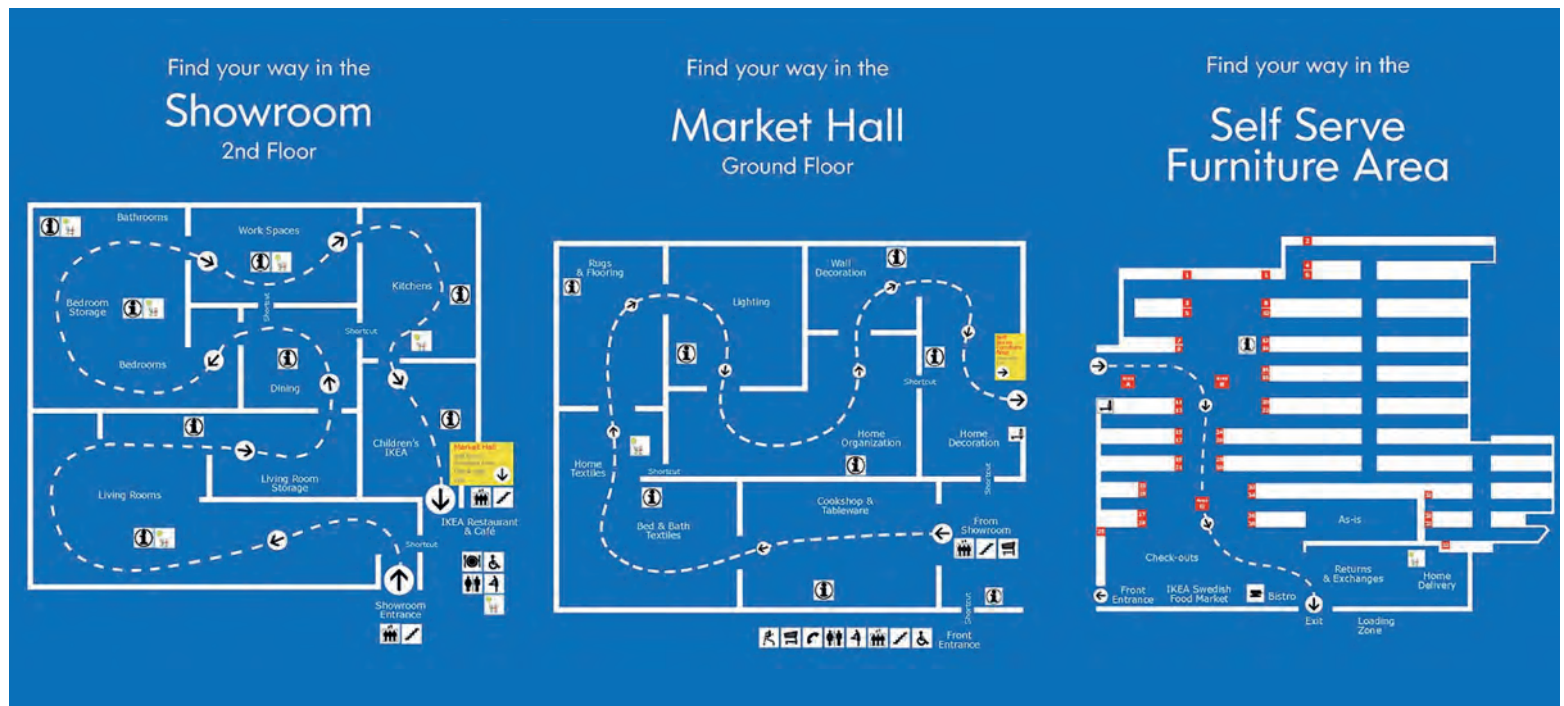 Find your way in the
Showroom
2nd Floor
Bathrooms
Work Spaces
Kitchens
Bedroom
Storage
Shortcut
Shortcut
Bedrooms
Dining
Children's
IKEA
Living Rooms
Living Room
Storage
Market Hall
IKEA Restaurant
& Café
Shortcut
Showroom
Entrance
Find your way in the
Market Hall
Ground Floor
Rugs
& Flooring
Lighting
Wall
Decoration
Self
Serve
Furniture
Area
Shortcut
Home
Organization
Home
Decoration
Home
Textiles
Shortcut
Shortcut
Bed & Bath
Textiles
Cookshop &
Tableware
From
Showroom
Shortcut
Front
Entrance
Find your way in the
Self Serve
Furniture Area
As-is
Check-outs
Returns
& Exchanges
Home
Delivery
Front
Entrance
IKEA Swedish
Food Market
Bistro
Exit
Loading
Zone